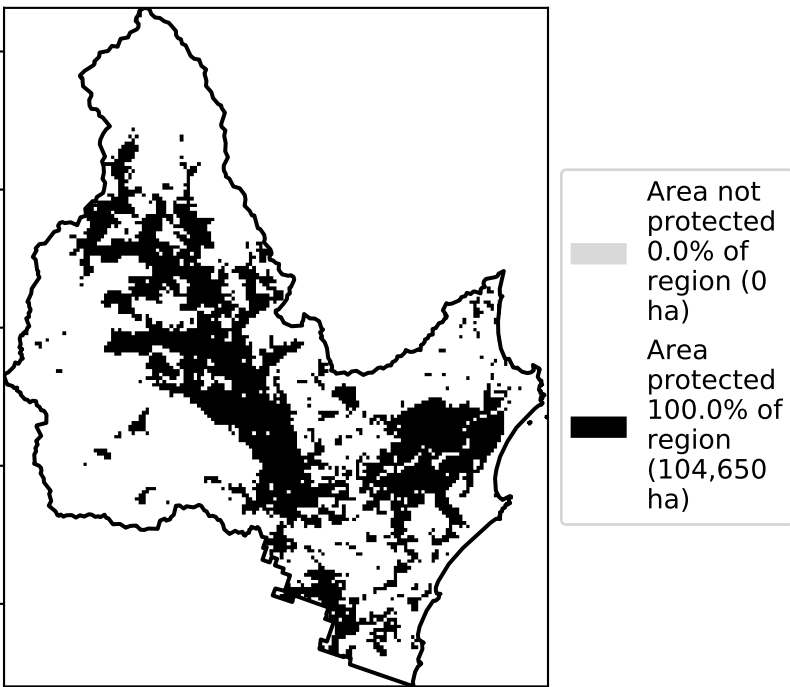 Area not
protected
0.0% of
region (0
ha)
Area
protected
100.0% of
region
(104,650
ha)